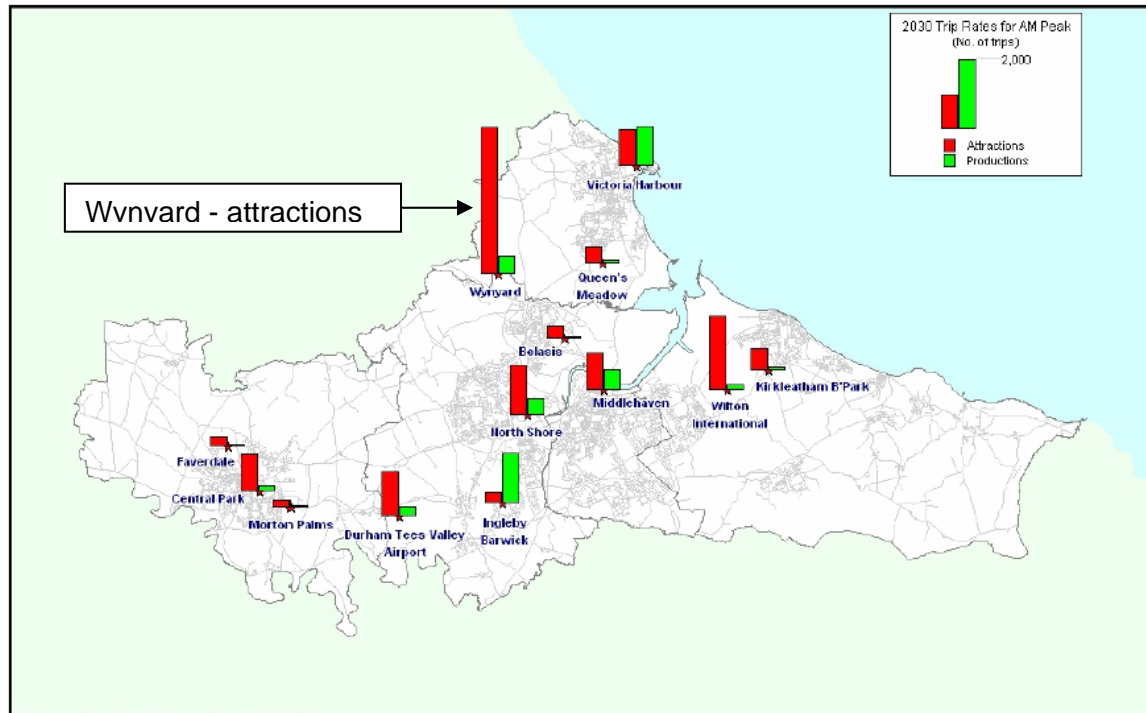 2030 Trip Rates for AM Peak
(No. of trips)
2,000
Attractions
Productions
Victoria Harbour
Wynyard - attractions
Wynyard
Queen's
Meadow
Belasis
Middlehaven
Kirkleatham B'Park
Wilton
International
North Shore
Faverdale
Central Park
Morton Palms
Durham Tees Valley
Airport
Ingleby
Barwick